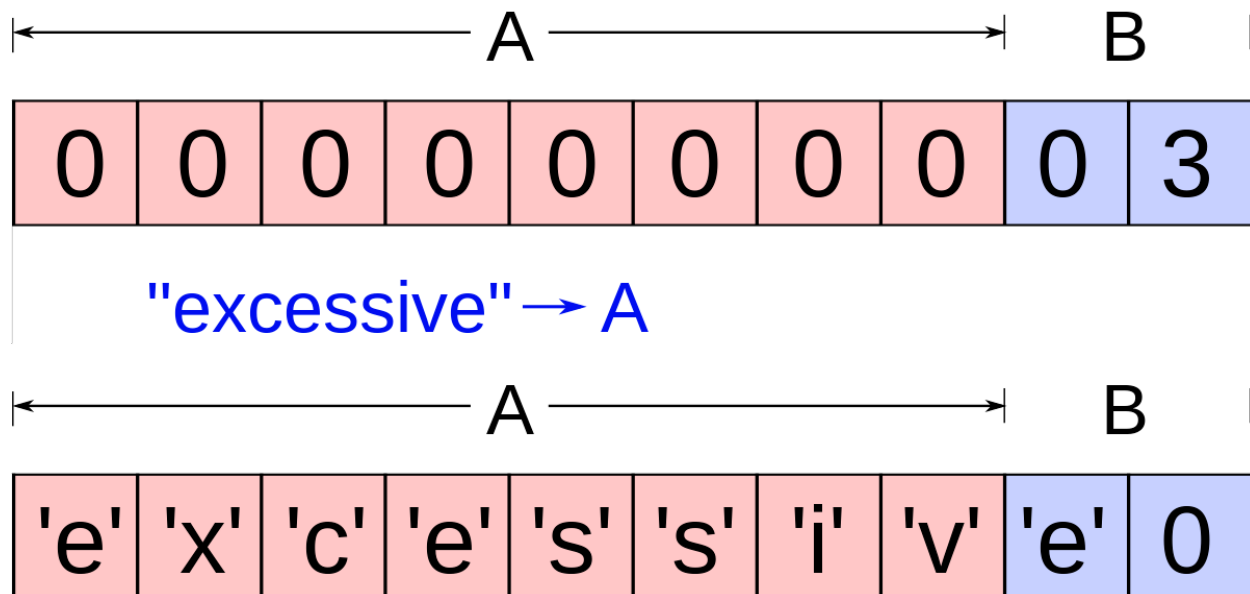 A B
0 0 0 0 0 0 0 0 0 3
"excessive" → A
A B
'e' 'x' 'c' 'e' 's' 's' 'i' 'v' 'e' 0